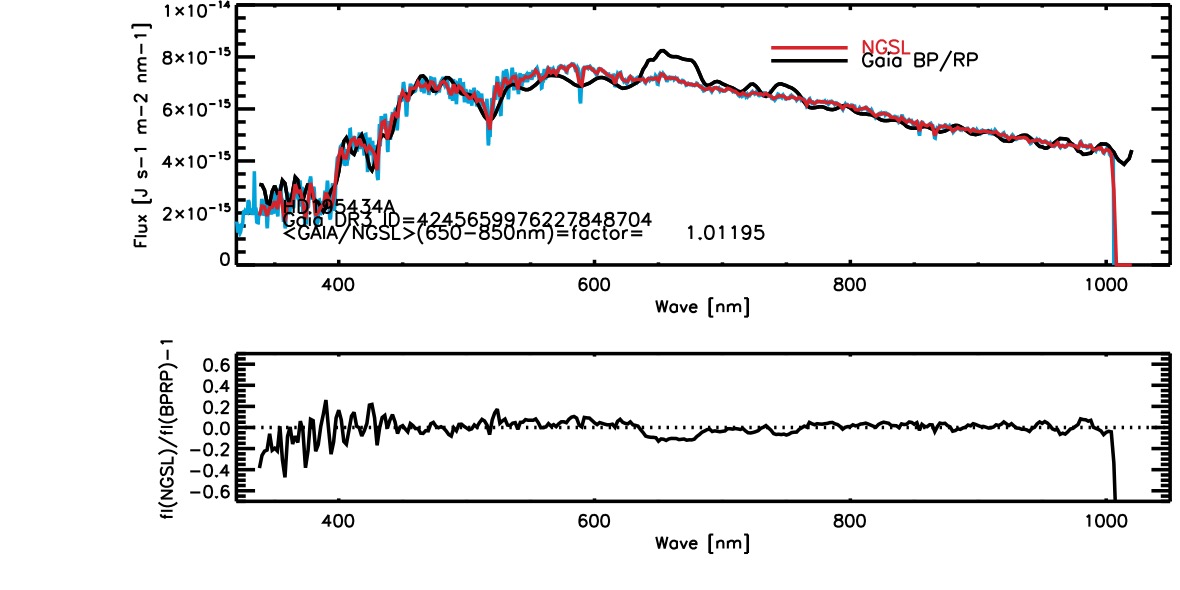 1×10−14
8×10−15
6×10−15
4×10−15
2×10−15
0
Flux [J s−1 m−2 nm−1]
NGSL
Gaia BP/RP
Gaia DR3 ID=4245659976227848704
<GAIA/NGSL>(650−850nm)=factor= 1.01195
400 600 800 1000
Wave [nm]
fl(NGSL)/fl(BPRP)−1
0.6
0.4
0.2
0.0
−0.2
−0.4
−0.6
400 600 800 1000
Wave [nm]